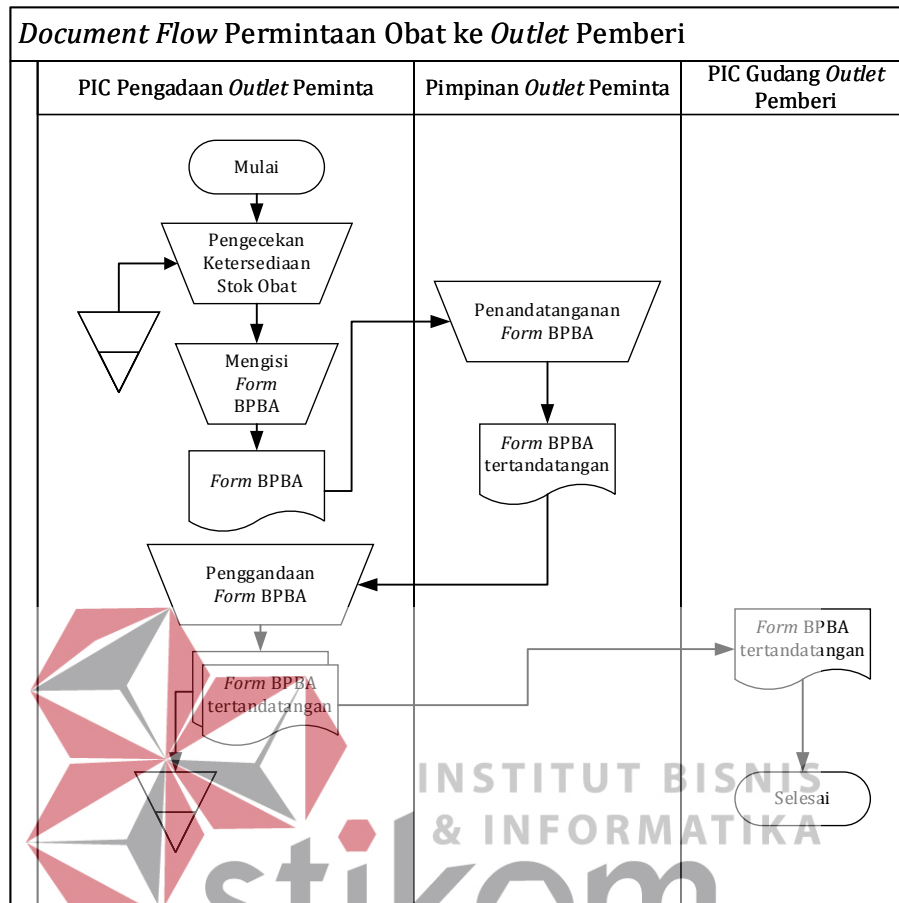 Document Flow Permintaan Obat ke Outlet Pemberi
PIC Pengadaan Outlet Peminta
Pimpinan Outlet Peminta
PIC Gudang Outlet
Pemberi
Mulai
Pengecekan
Ketersediaan
Stok Obat
Mengisi
Form
BPBA
Form BPBA
Penandatanganan
Form BPBA
Form BPBA
tertandatangan
Penggandaan
Form BPBA
Form BPBA
tertandatangan
Form BPBA
tertandatangan
Selesai
INSTITUT BISNIS
& INFORMATIKA
stikom